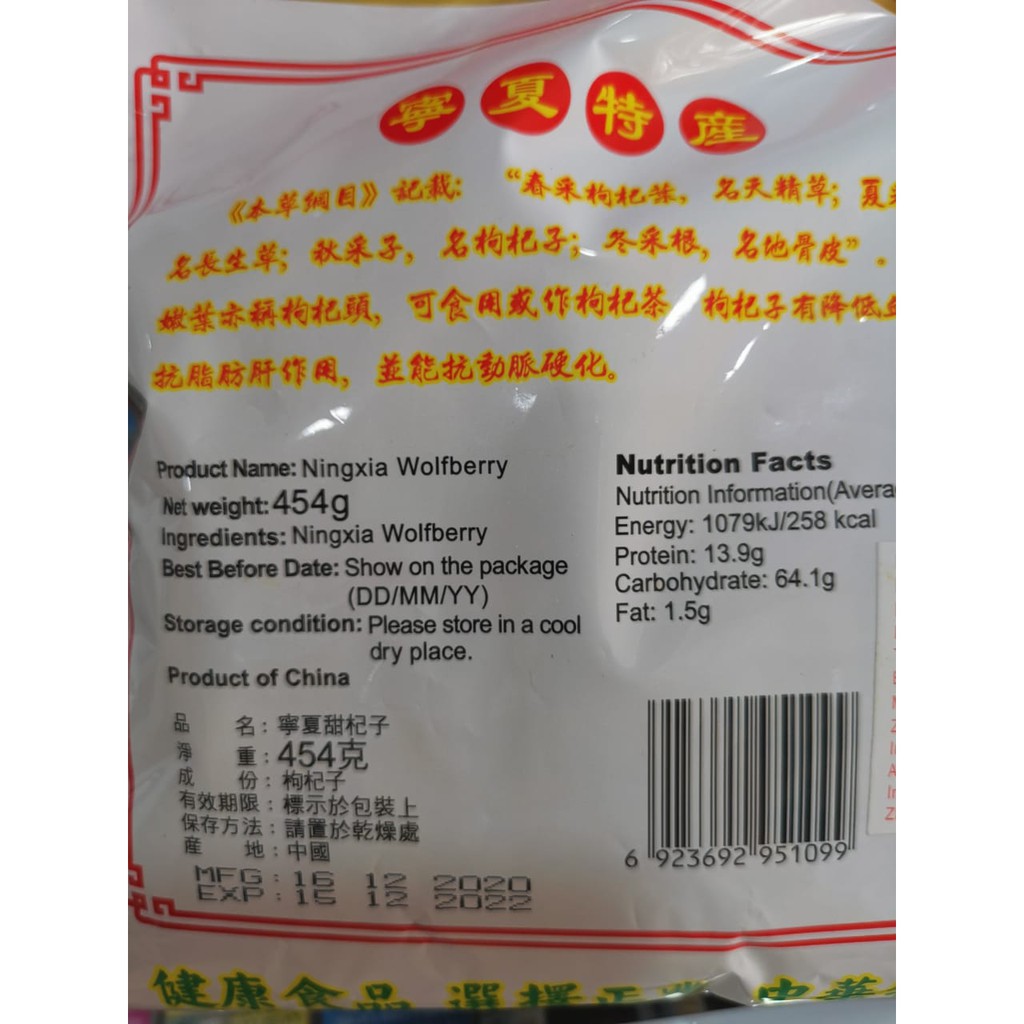 寧夏特産
《本草綱目》記載: “春采枸杞葉, 名天精草; 夏
名長生草; 秋采子, 名枸杞子; 冬采根, 名地骨皮”.
嫩葉亦稱枸杞頭, 可食用或作枸杞茶 枸杞子有降低
抗脂肪肝作用, 並能抗動脈硬化。
Product Name: Ningxia Wolfberry
Net weight: 454g
Ingredients: Ningxia Wolfberry
Best Before Date: Show on the package
(DD/MM/YY)
Storage condition: Please store in a cool
dry place.
Product of China
Nutrition Facts
Nutrition Information(Avera
Energy: 1079kJ/258 kcal
Protein: 13.9g
Carbohydrate: 64.1g
Fat: 1.5g
品 名: 寧夏甜杞子
淨 重: 454克
成 份: 枸杞子
有效期限: 標示於包裝上
保存方法: 請置於乾燥處
産 地: 中國
MFG: 16 12 2020
EXP: 15 12 2022
6 923692 951099
健康食品 選擇正 中華